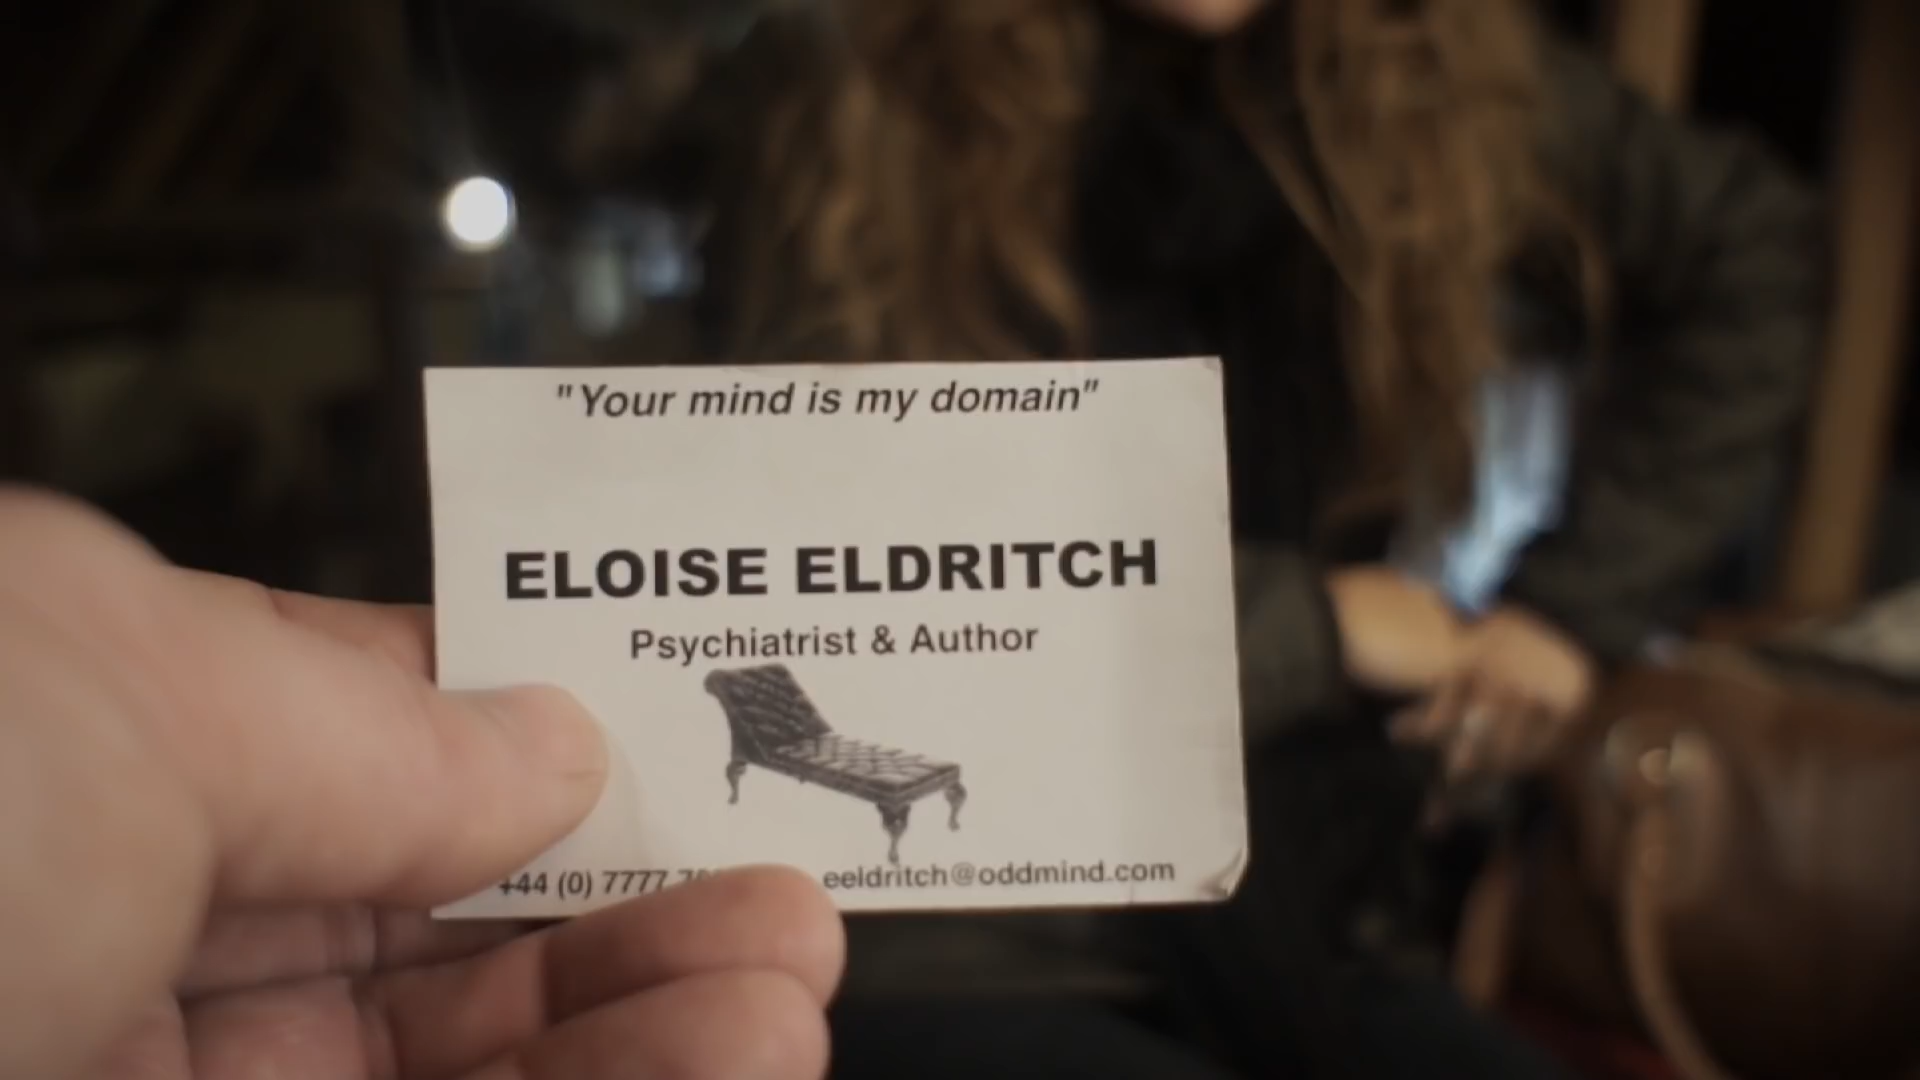 "Your mind is my domain"
ELOISE ELDRITCH
Psychiatrist & Author
+44 (0) 7777 eeldritch@oddmind.com